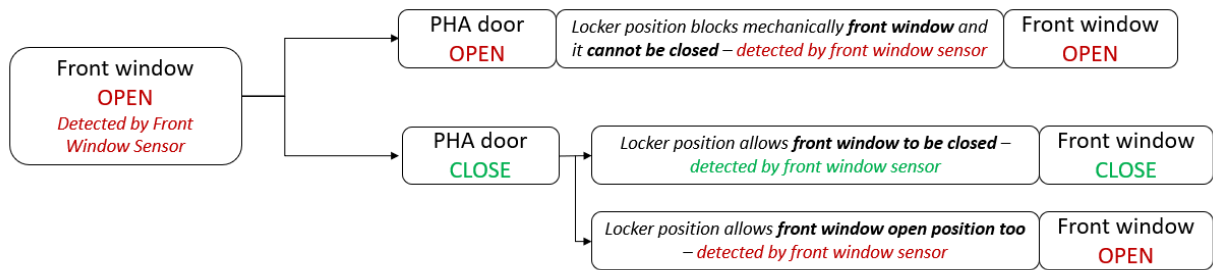 Front window
OPEN
Detected by Front
Window Sensor
PHA door
OPEN
Locker position blocks mechanically front window and
it cannot be closed – detected by front window sensor
Front window
OPEN
PHA door
CLOSE
Locker position allows front window to be closed –
detected by front window sensor
Front window
CLOSE
Locker position allows front window open position too
– detected by front window sensor
Front window
OPEN